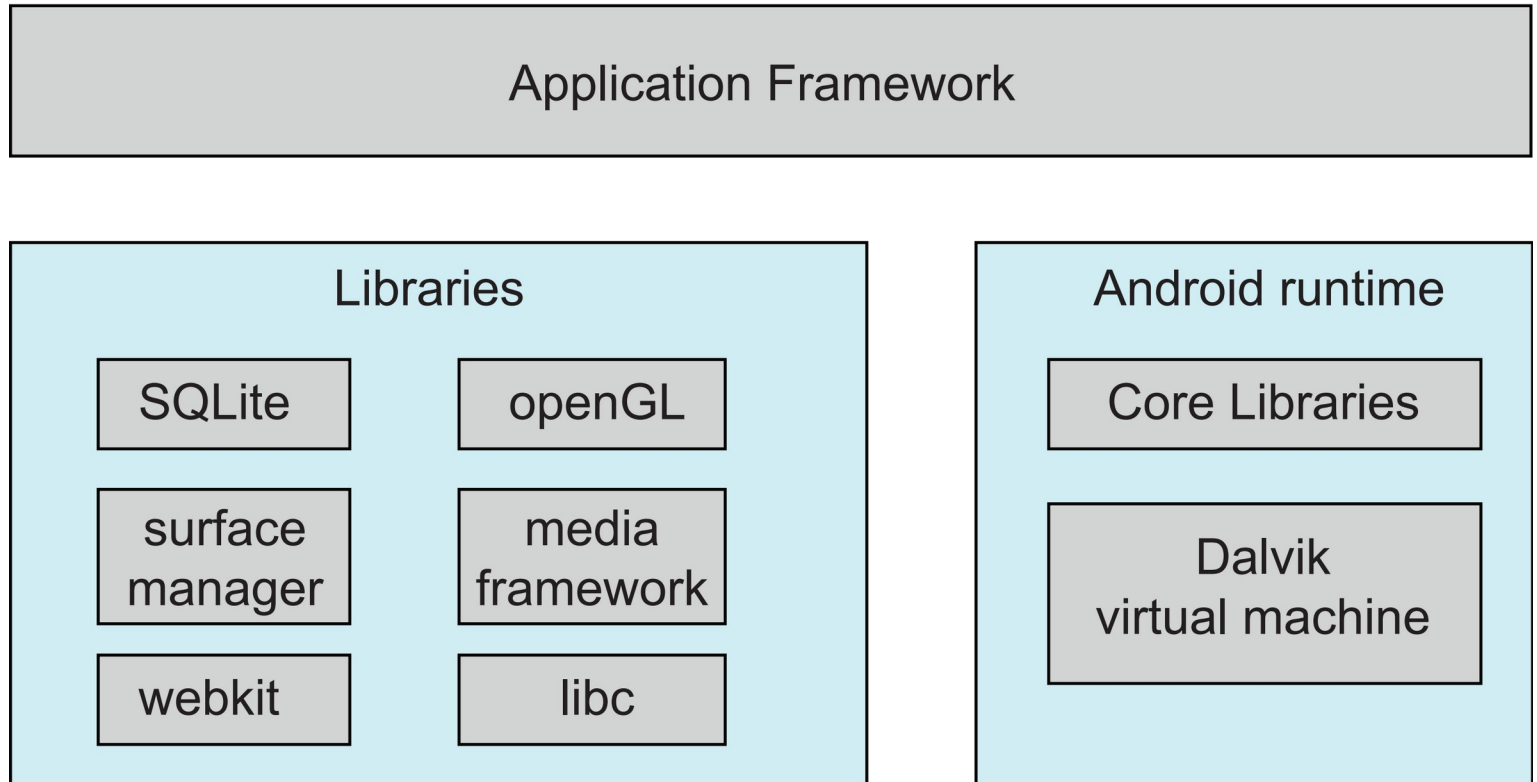 Application Framework
Libraries
SQLite
openGL
surface
manager
media
framework
webkit
libc
Android runtime
Core Libraries
Dalvik
virtual machine